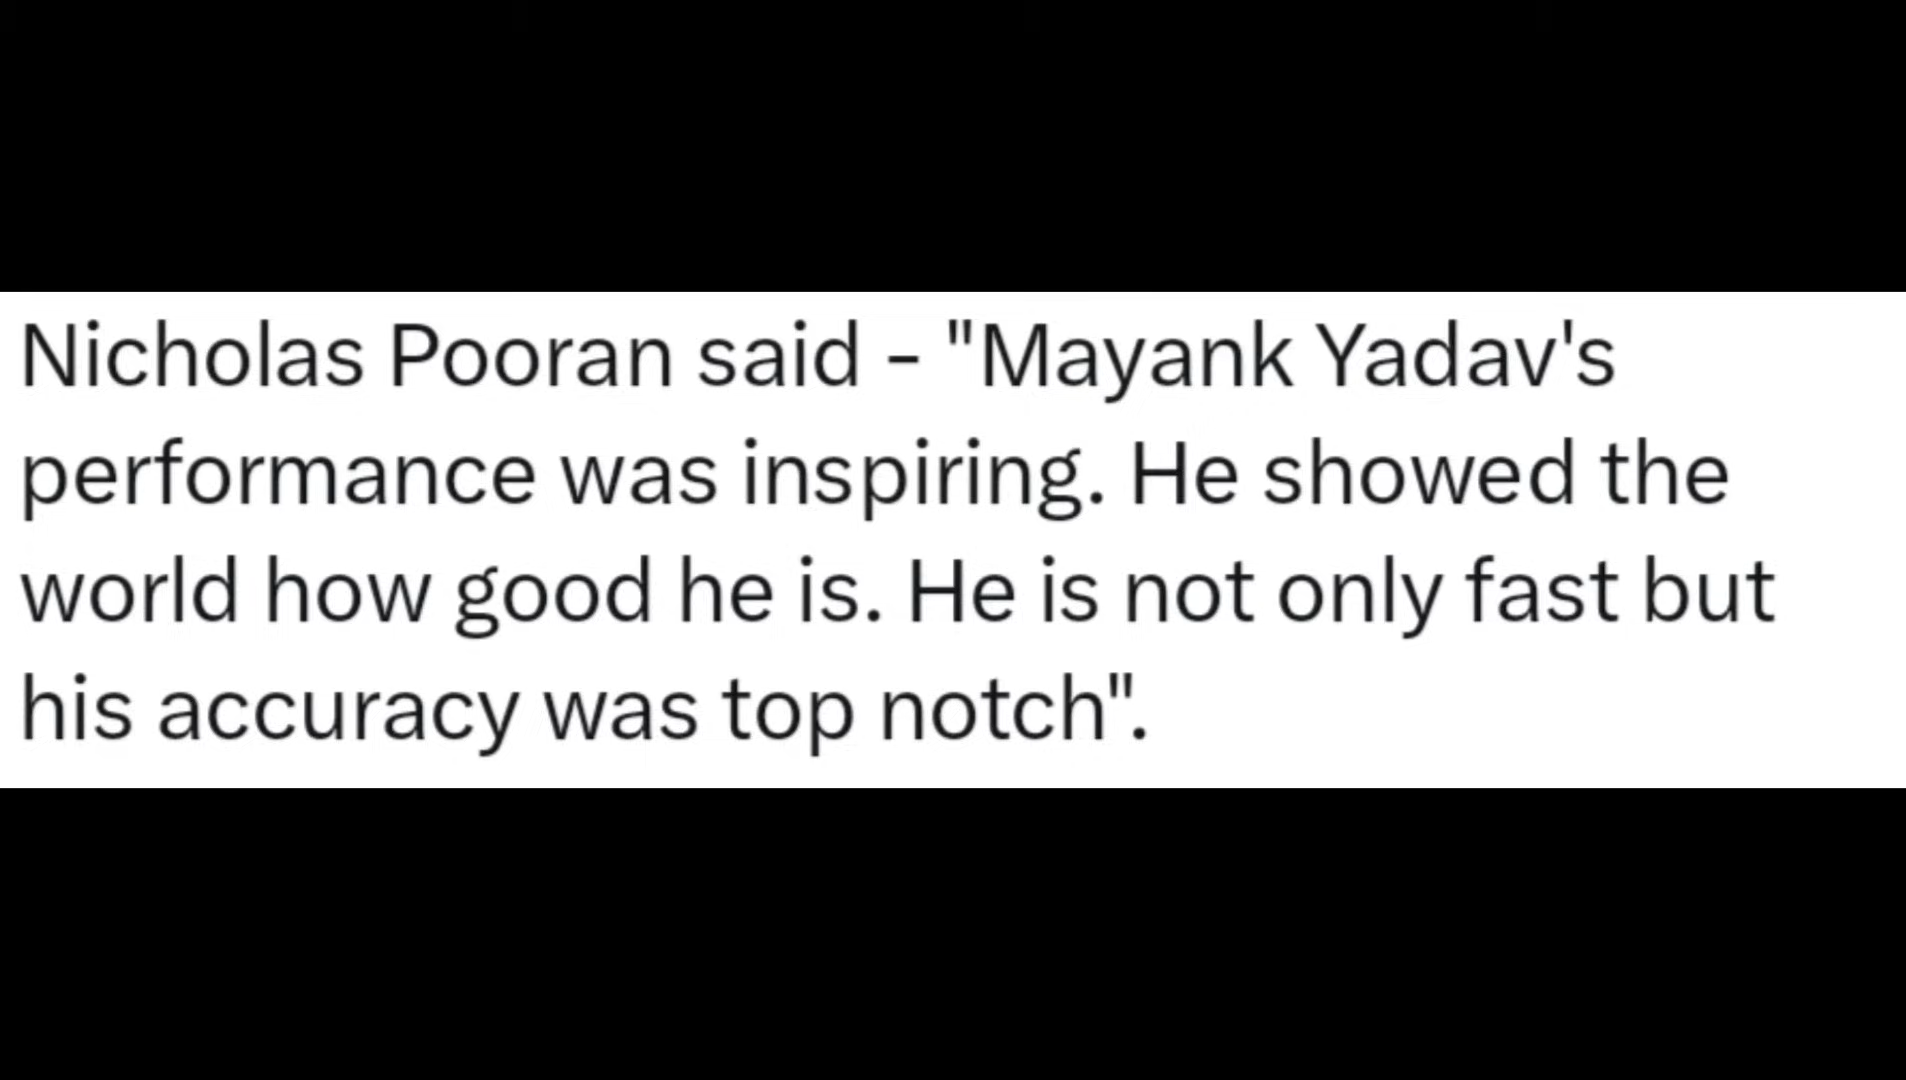 Nicholas Pooran said - "Mayank Yadav's
performance was inspiring. He showed the
world how good he is. He is not only fast but
his accuracy was top notch".